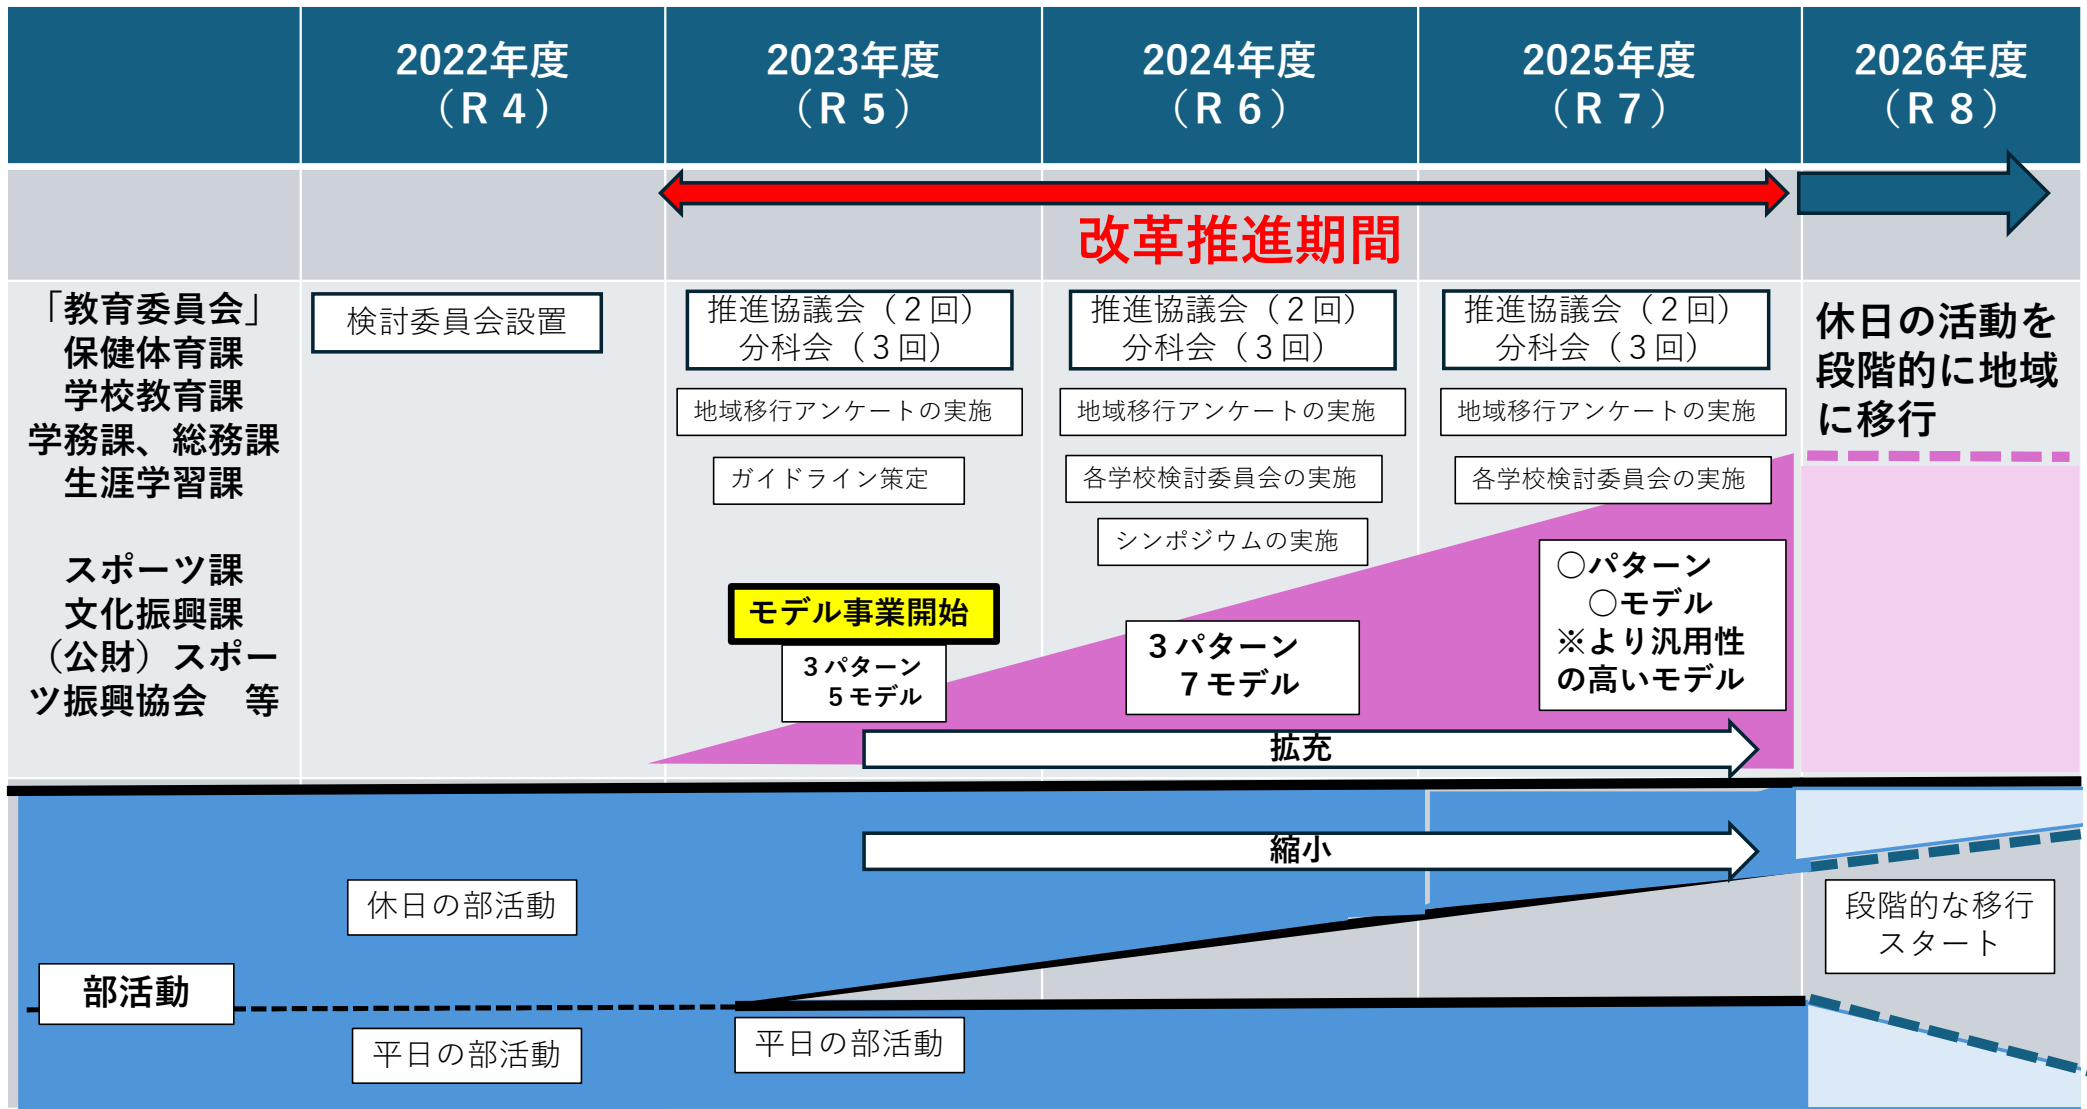 2022年度
（Ｒ４）
2023年度
（Ｒ５）
2024年度
（Ｒ６）
2025年度
（Ｒ７）
2026年度
（Ｒ８）
改革推進期間
「教育委員会」
保健体育課
学校教育課
学務課、総務課
生涯学習課
スポーツ課
文化振興課
（公財）スポー
ツ振興協会　等
検討委員会設置
推進協議会（２回）
分科会（３回）
地域移行アンケートの実施
ガイドライン策定
モデル事業開始
３パターン
５モデル
推進協議会（２回）
分科会（３回）
地域移行アンケートの実施
各学校検討委員会の実施
シンポジウムの実施
３パターン
７モデル
推進協議会（２回）
分科会（３回）
地域移行アンケートの実施
各学校検討委員会の実施
○パターン
○モデル
※より汎用性
の高いモデル
休日の活動を
段階的に地域
に移行
拡充
縮小
休日の部活動
部活動
平日の部活動
平日の部活動
段階的な移行
スタート